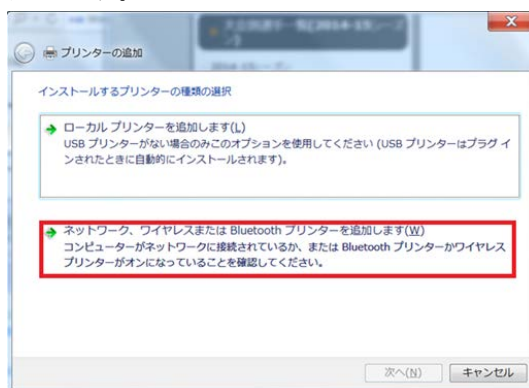 プリンターの追加
インストールするプリンターの種類の選択
ローカル プリンターを追加します(L)
USB プリンターがない場合のみこのオプションを使用してください (USB プリンターはプラグ イ
ンされたときに自動的にインストールされます)。
ネットワーク、ワイヤレスまたは Bluetooth プリンターを追加します(W)
コンピューターがネットワークに接続されているか、または Bluetooth プリンターかワイヤレス
プリンターがオンになっていることを確認してください。
次へ(N)
キャンセル